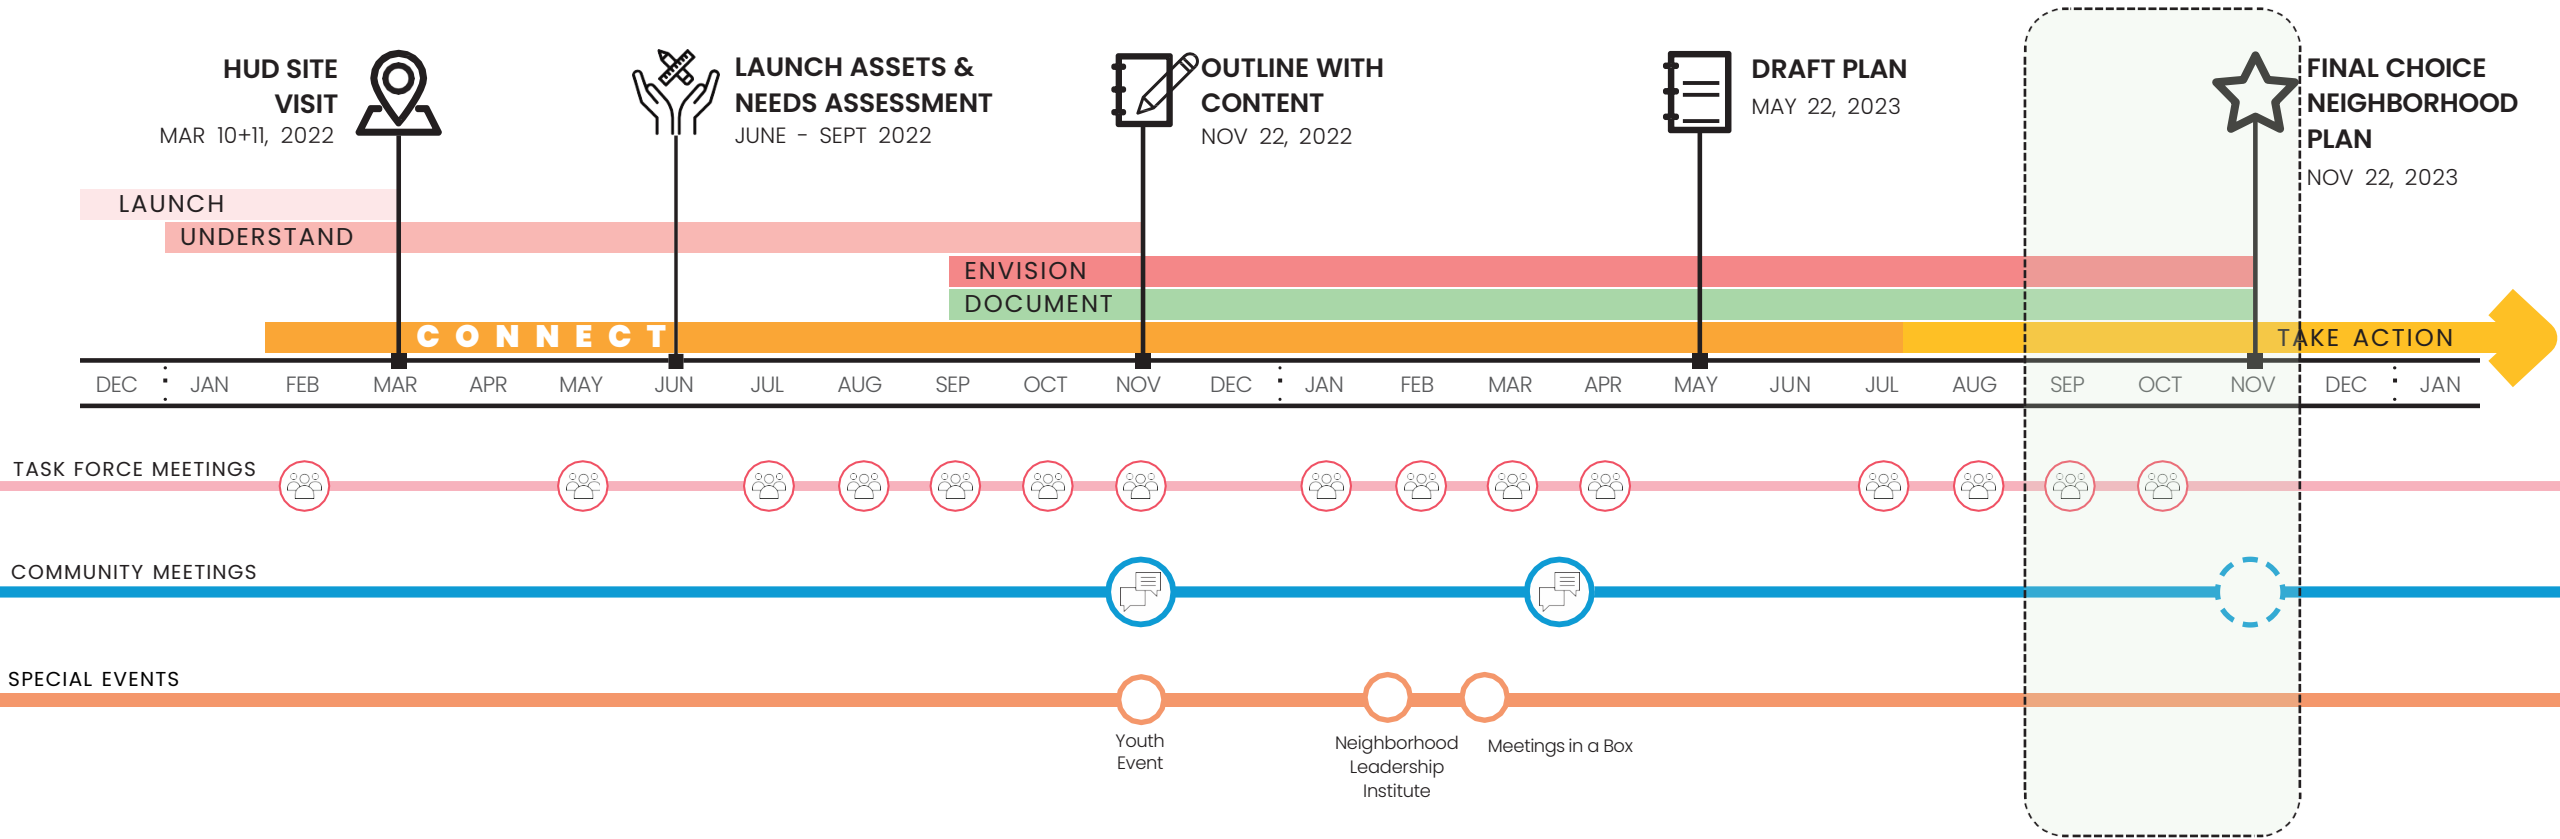 HUD SITE
VISIT
MAR 10+11, 2022
LAUNCH ASSETS &
NEEDS ASSESSMENT
JUNE - SEPT 2022
OUTLINE WITH
CONTENT
NOV 22, 2022
DRAFT PLAN
MAY 22, 2023
FINAL CHOICE
NEIGHBORHOOD
PLAN
NOV 22, 2023
LAUNCH
UNDERSTAND
ENVISION
DOCUMENT
CONNECT
TAKE ACTION
DEC JAN FEB MAR APR MAY JUN JUL AUG SEP OCT NOV DEC JAN FEB MAR APR MAY JUN JUL AUG SEP OCT NOV DEC JAN
TASK FORCE MEETINGS
COMMUNITY MEETINGS
SPECIAL EVENTS
Youth
Event
Neighborhood
Leadership
Institute
Meetings in a Box